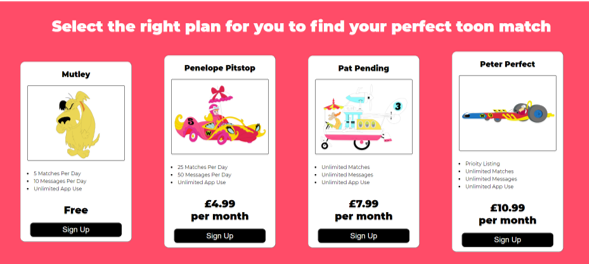 Select the right plan for you to find your perfect toon match
Mutley
5 Matches Per Day
10 Messages Per Day
Unlimited App Use
Free
Sign Up
Penelope Pitstop
5
25 Matches Per Day
50 Messages Per Day
Unlimited App Use
£4.99
per month
Sign Up
Pat Pending
3
Unlimited Matches
Unlimited Messages
Unlimited App Use
£7.99
per month
Sign Up
Peter Perfect
Prioity Listing
Unlimited Matches
Unlimited Messages
Unlimited App Use
£10.99
per month
Sign Up